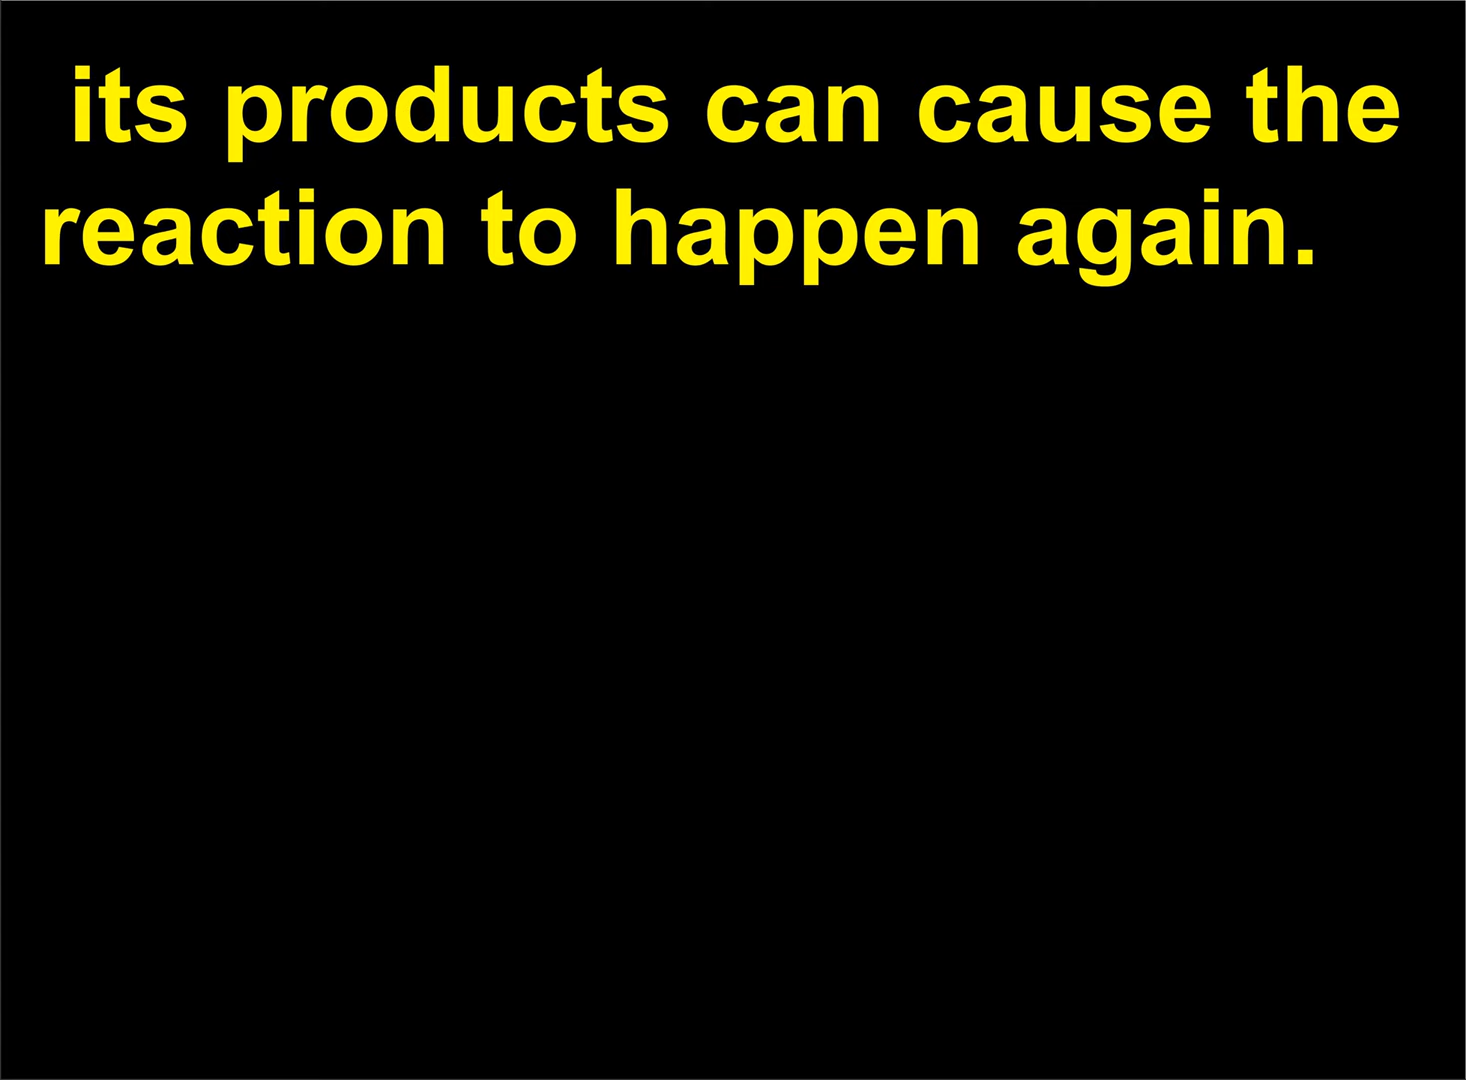 its products can cause the
reaction to happen again.